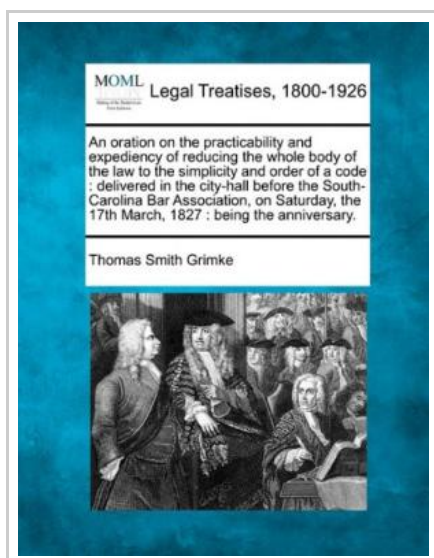 MOML
Legal Treatises, 1800-1926
An oration on the practicability and
expediency of reducing the whole body of
the law to the simplicity and order of a code
: delivered in the city-hall before the South-
Carolina Bar Association, on Saturday, the
17th March, 1827 : being the anniversary.
Thomas Smith Grimke